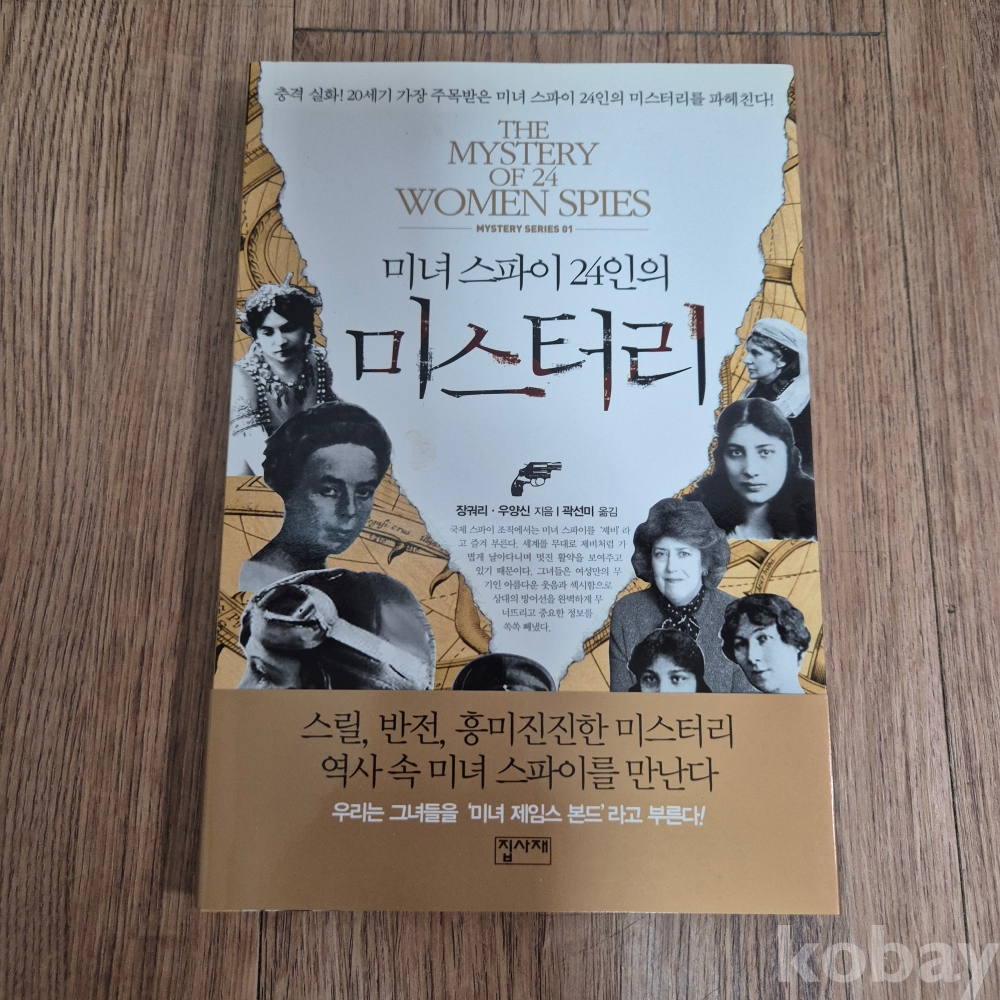 충격 실화! 20세기 가장 주목받은 미녀 스파이 24인의 미스터리를 파헤친다!
THE
MYSTERY
OF 24
WOMEN SPIES
MYSTERY SERIES 01
미녀 스파이 24인의
미스터리
장궈리·우양신 지음 | 곽선미 옮김
국제 스파이 조직에서는 미녀 스파이를 '제비'라
고 즐겨 부른다. 세계를 무대로 제비처럼 가
볍게 날아다니며 멋진 활약을 보여주고
있기 때문이다. 그녀들은 여성만의 무
기인 아름다운 웃음과 섹시함으로
상대의 방어선을 완벽하게 무
너뜨리고 중요한 정보를
쏙쏙 빼냈다.
스릴, 반전, 흥미진진한 미스터리
역사 속 미녀 스파이를 만난다
우리는 그녀들을 '미녀 제임스 본드'라고 부른다!
집사재
kobay